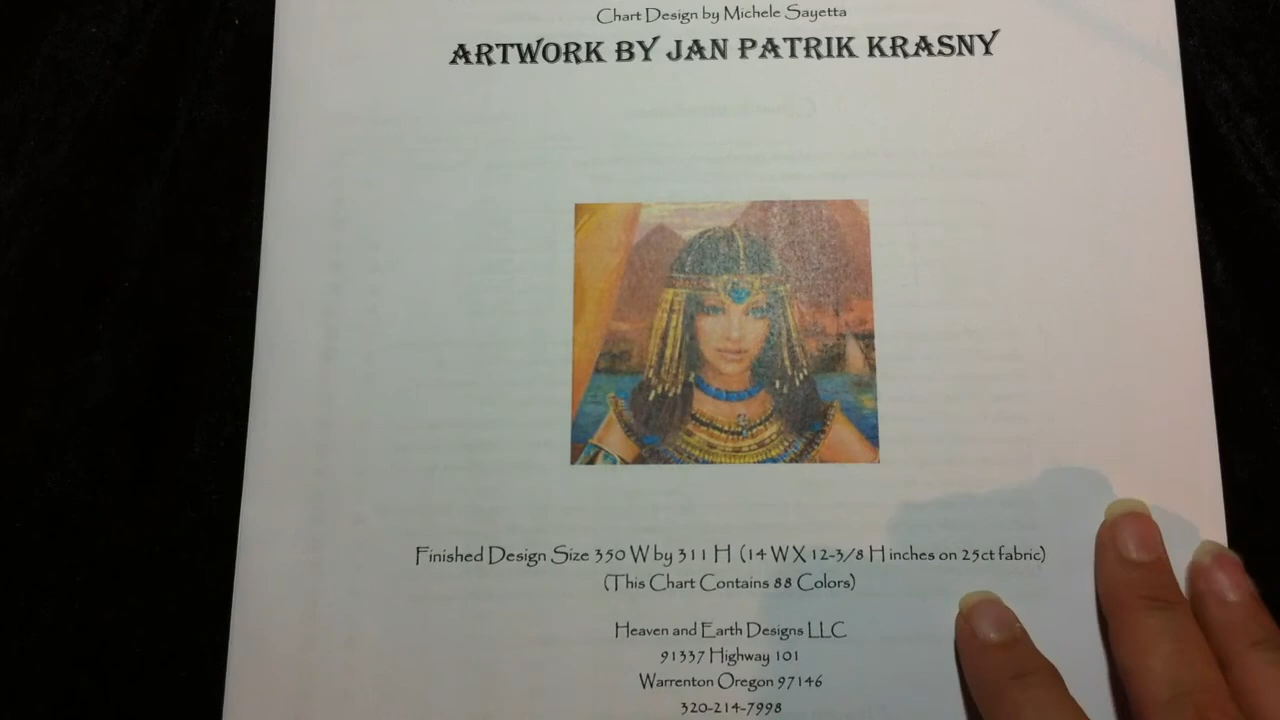 Chart Design by Michele Sayetta
ARTWORK BY JAN PATRIK KRASNY
Finished Design Size 350 W by 311 H (14 W X 12-3/8 H inches on 25ct fabric)
(This Chart Contains 88 Colors)
Heaven and Earth Designs LLC
91337 Highway 101
Warrenton Oregon 97146
320-214-7998